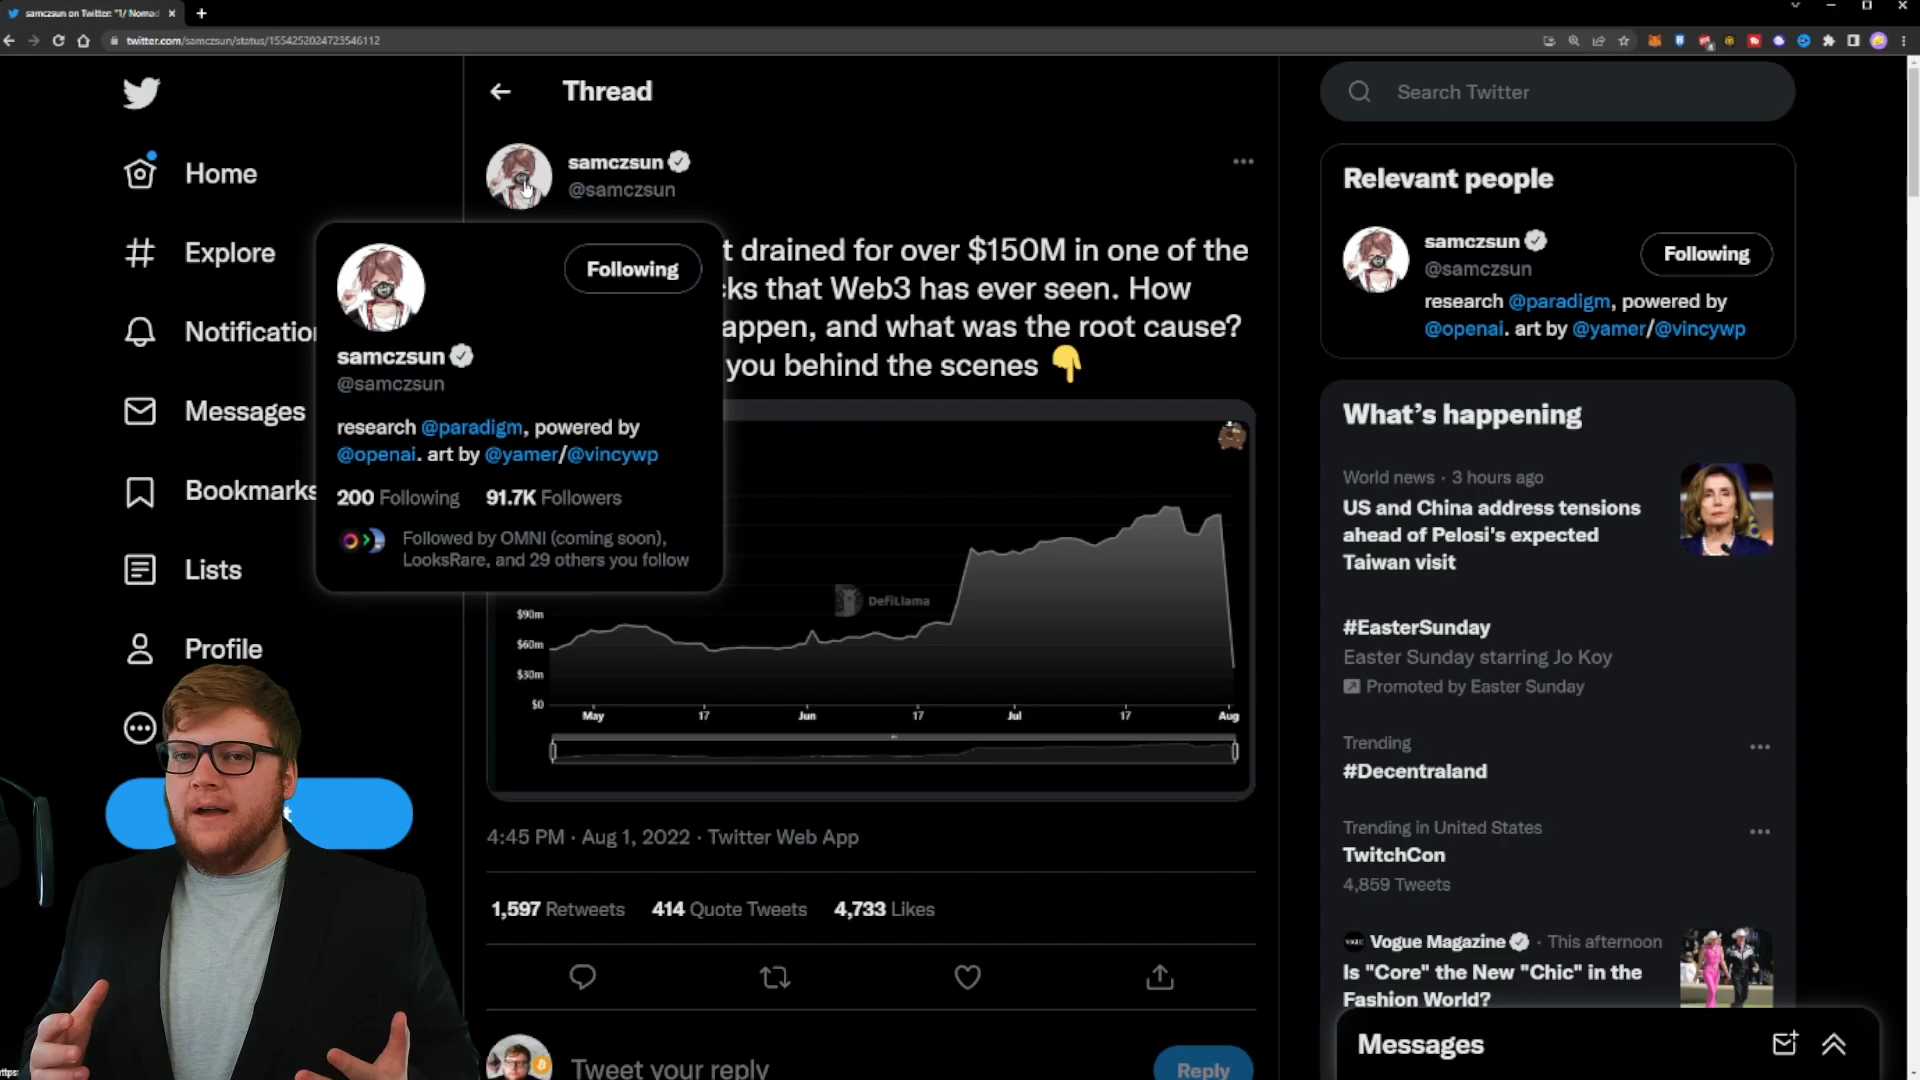 samczsun on Twitter: "1/ Nomad
twitter.com/samczsun/status/1554252024723546112
Home
Explore
Notification
Messages
Bookmarks
Lists
Profile
Thread
samczsun
@samczsun
t drained for over $150M in one of the
cks that Web3 has ever seen. How
appen, and what was the root cause?
you behind the scenes
Following
samczsun
@samczsun
research @paradigm, powered by
@openai. art by @yamer/@vincywp
200 Following 91.7K Followers
Followed by OMNI (coming soon),
LooksRare, and 29 others you follow
DefiLlama
$90m
$60m
$30m
$0
May 17 Jun 17 Jul 17 Aug
4:45 PM · Aug 1, 2022 · Twitter Web App
1,597 Retweets 414 Quote Tweets 4,733 Likes
Tweet your reply
Reply
Search Twitter
Relevant people
samczsun
@samczsun
Following
research @paradigm, powered by
@openai. art by @yamer/@vincywp
What's happening
World news · 3 hours ago
US and China address tensions
ahead of Pelosi's expected
Taiwan visit
#EasterSunday
Easter Sunday starring Jo Koy
Promoted by Easter Sunday
Trending
#Decentraland
Trending in United States
TwitchCon
4,859 Tweets
VOGUE Vogue Magazine · This afternoon
Is "Core" the New "Chic" in the
Fashion World?
Messages